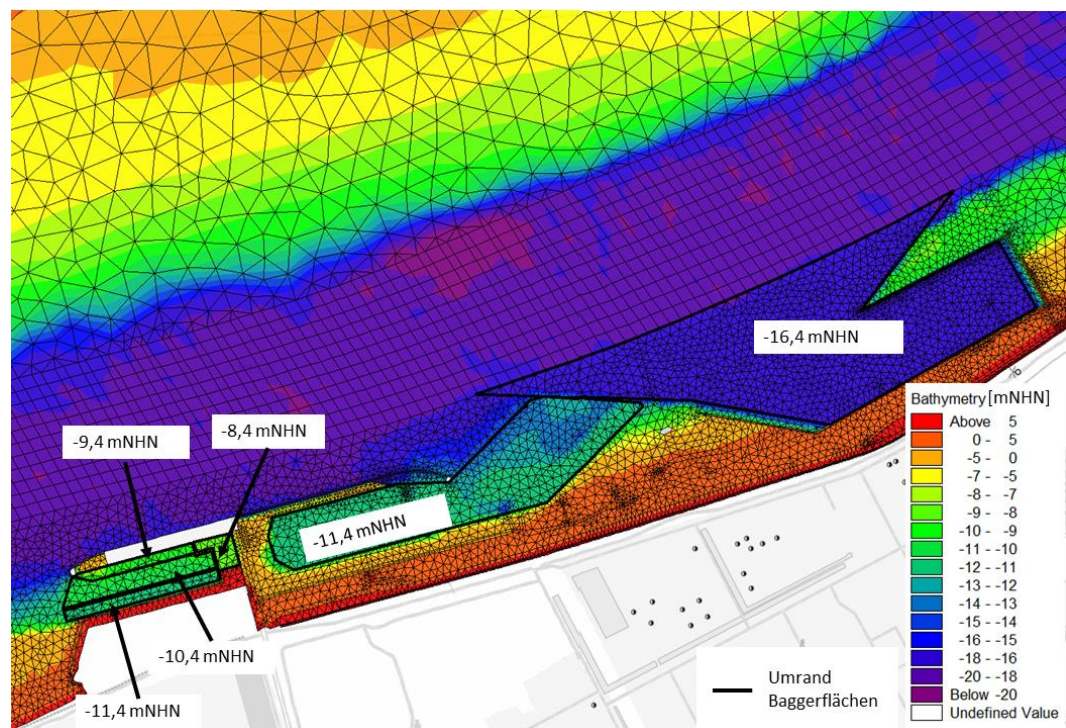 -16,4 mNHN
-9,4 mNHN
-8,4 mNHN
-11,4 mNHN
-10,4 mNHN
-11,4 mNHN
Umrand
Baggerflächen
Bathymetry [mNHN]
Above 5
0 - 5
-5 - 0
-7 - -5
-8 - -7
-9 - -8
-10 - -9
-11 - -10
-12 - -11
-13 - -12
-14 - -13
-15 - -14
-16 - -15
-18 - -16
-20 - -18
Below -20
Undefined Value